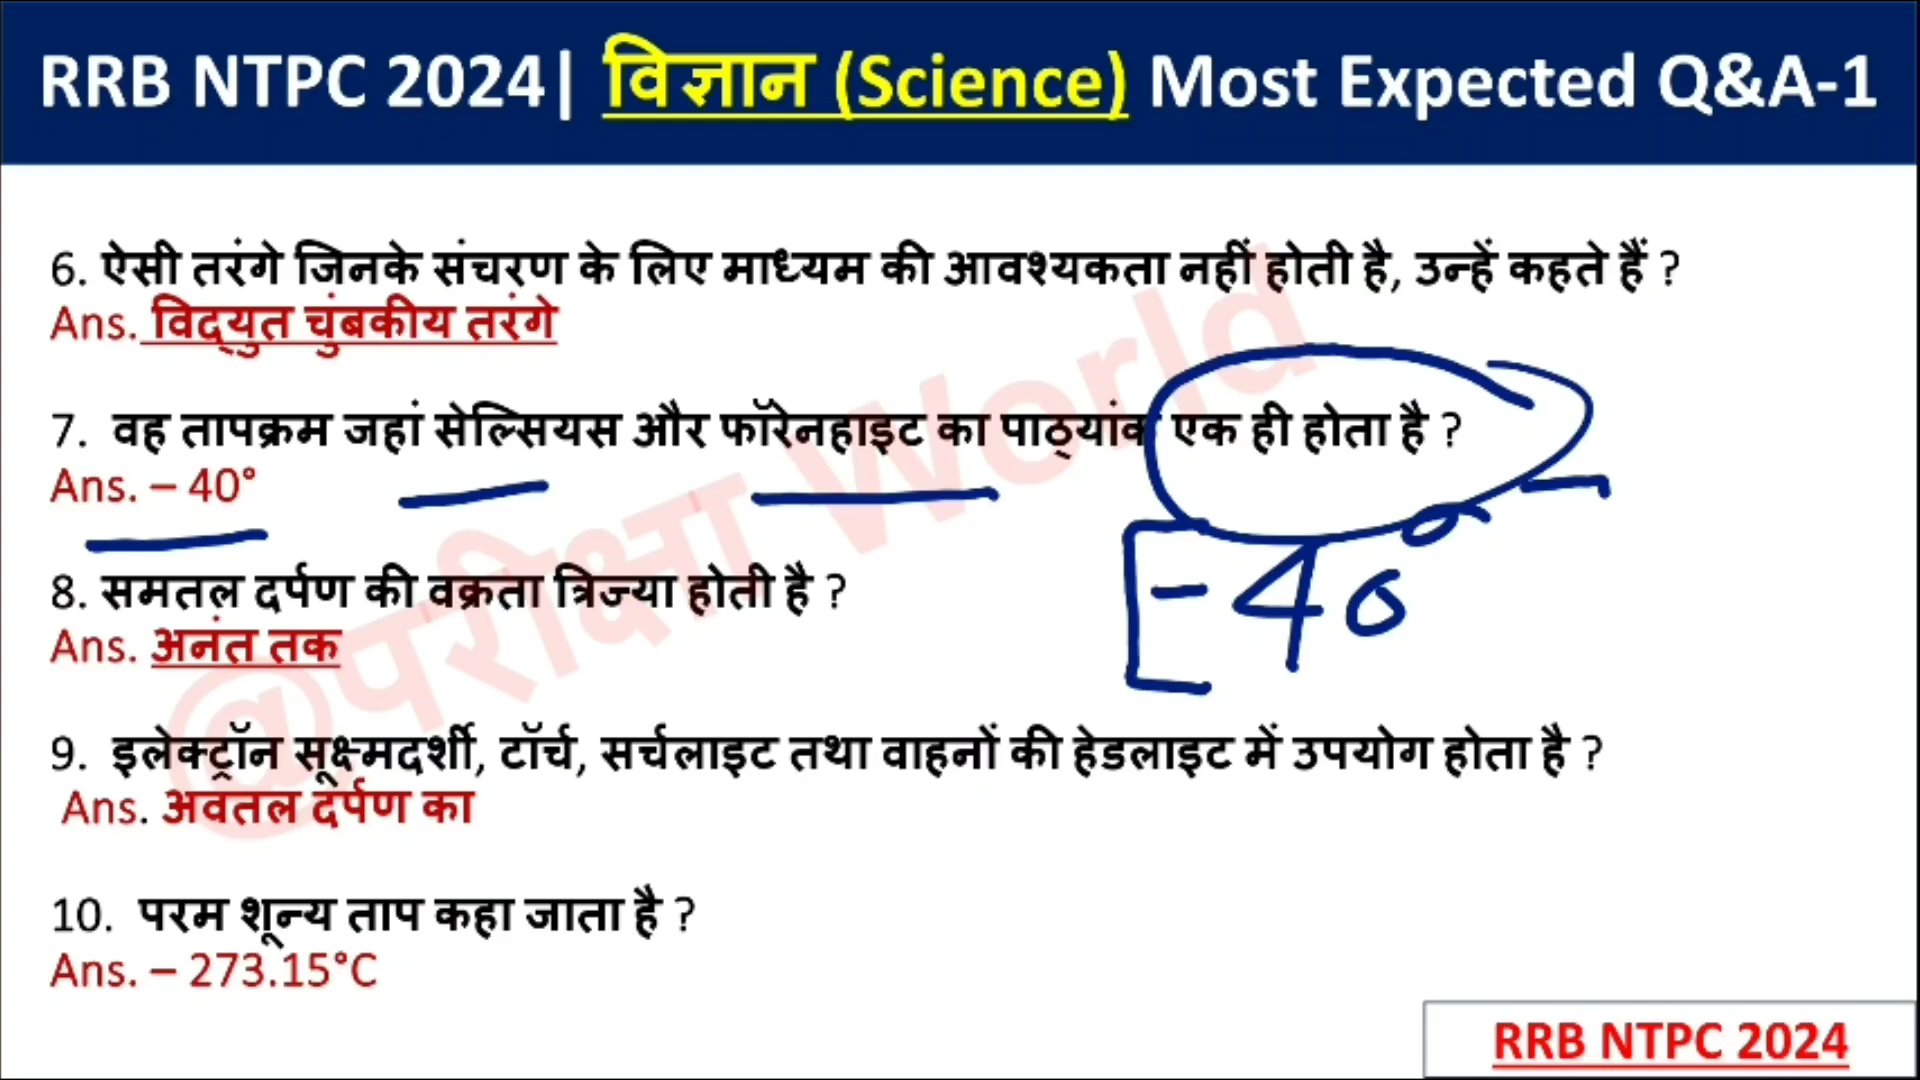 RRB NTPC 2024| विज्ञान (Science) Most Expected Q&A-1
6. ऐसी तरंगे जिनके संचरण के लिए माध्यम की आवश्यकता नहीं होती है, उन्हें कहते हैं ?
Ans. विद्युत चुंबकीय तरंगे
7. वह तापक्रम जहां सेल्सियस और फॉरेनहाइट का पाठ्यांक एक ही होता है ?
Ans. – 40°
- 40
8. समतल दर्पण की वक्रता त्रिज्या होती है ?
Ans. अनंत तक
9. इलेक्ट्रॉन सूक्ष्मदर्शी, टॉर्च, सर्चलाइट तथा वाहनों की हेडलाइट में उपयोग होता है ?
Ans. अवतल दर्पण का
10. परम शून्य ताप कहा जाता है ?
Ans. – 273.15°C
@परीक्षा World
RRB NTPC 2024